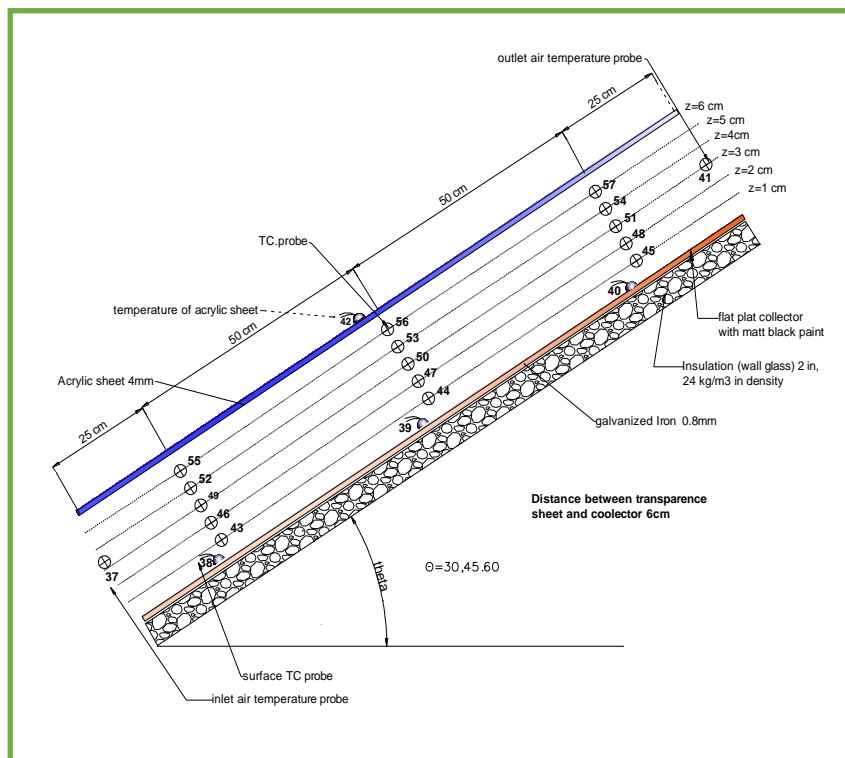 outlet air temperature probe
25 cm
z=6 cm
z=5 cm
z=4cm
z=3 cm
z=2 cm
z=1 cm
41
50 cm
57
54
51
48
45
TC.probe
40
temperature of acrylic sheet
42
56
53
50
47
44
flat plat collector
with matt black paint
50 cm
Insulation (wall glass) 2 in,
24 kg/m3 in density
Acrylic sheet 4mm
39
galvanized Iron 0.8mm
25 cm
55
52
49
46
43
Distance between transparence
sheet and coolector 6cm
38
37
theta
Θ=30,45.60
surface TC probe
inlet air temperature probe